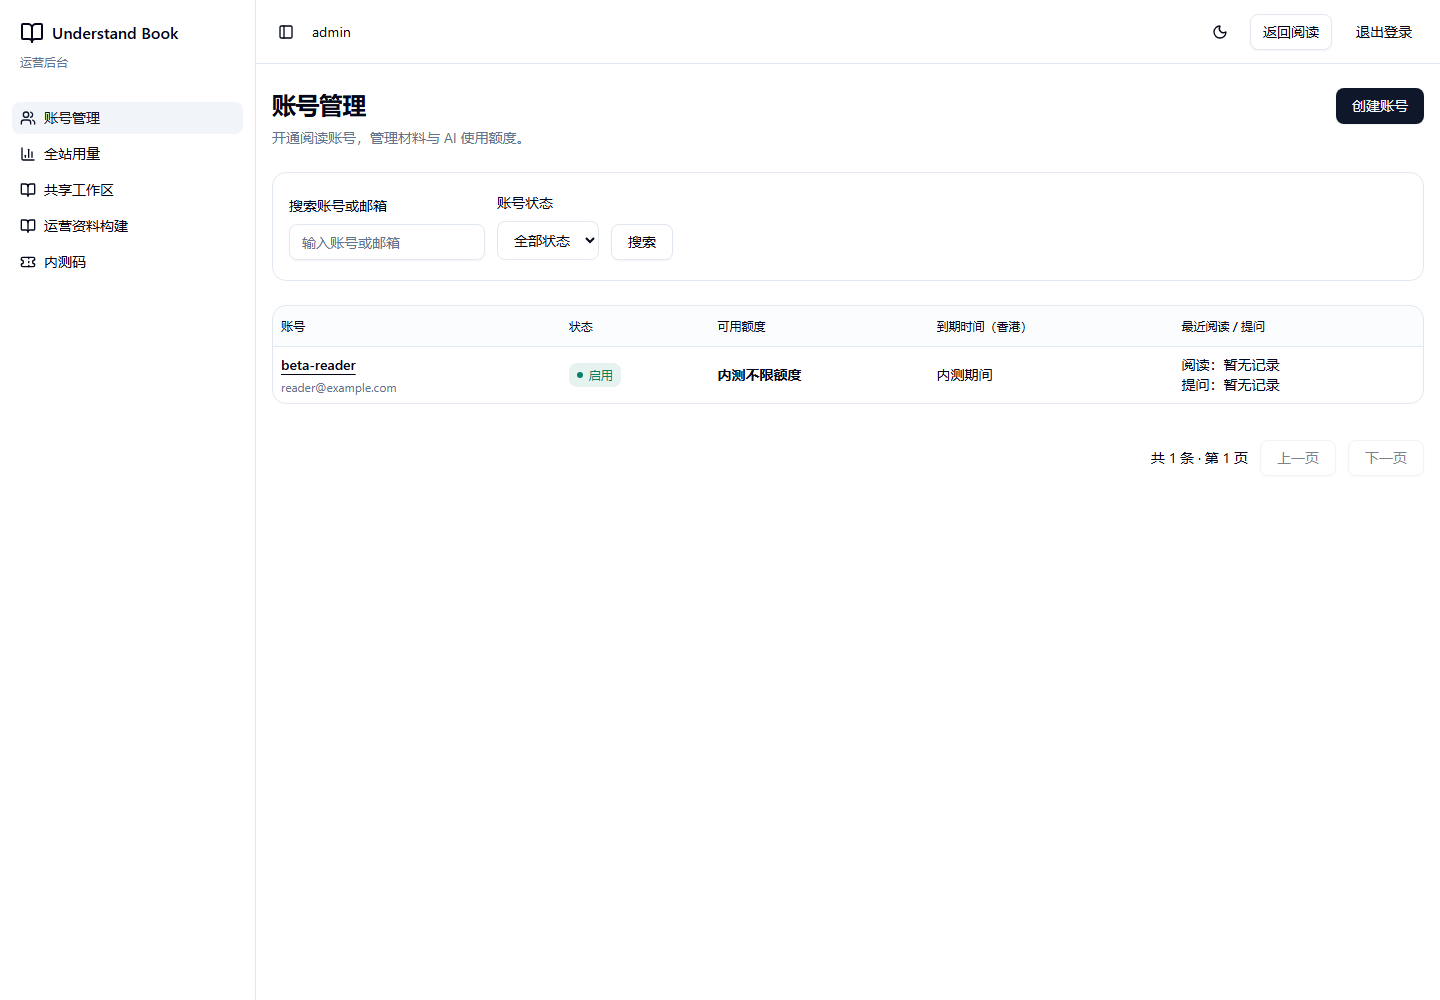 Understand Book
运营后台
账号管理
全站用量
共享工作区
运营资料构建
内测码
admin
返回阅读
退出登录
账号管理
创建账号
开通阅读账号，管理材料与 AI 使用额度。
搜索账号或邮箱
账号状态
输入账号或邮箱
全部状态
搜索
账号 状态 可用额度 到期时间（香港） 最近阅读 / 提问
beta-reader
reader@example.com
启用
内测不限额度
内测期间
阅读：暂无记录
提问：暂无记录
共 1 条 · 第 1 页
上一页
下一页